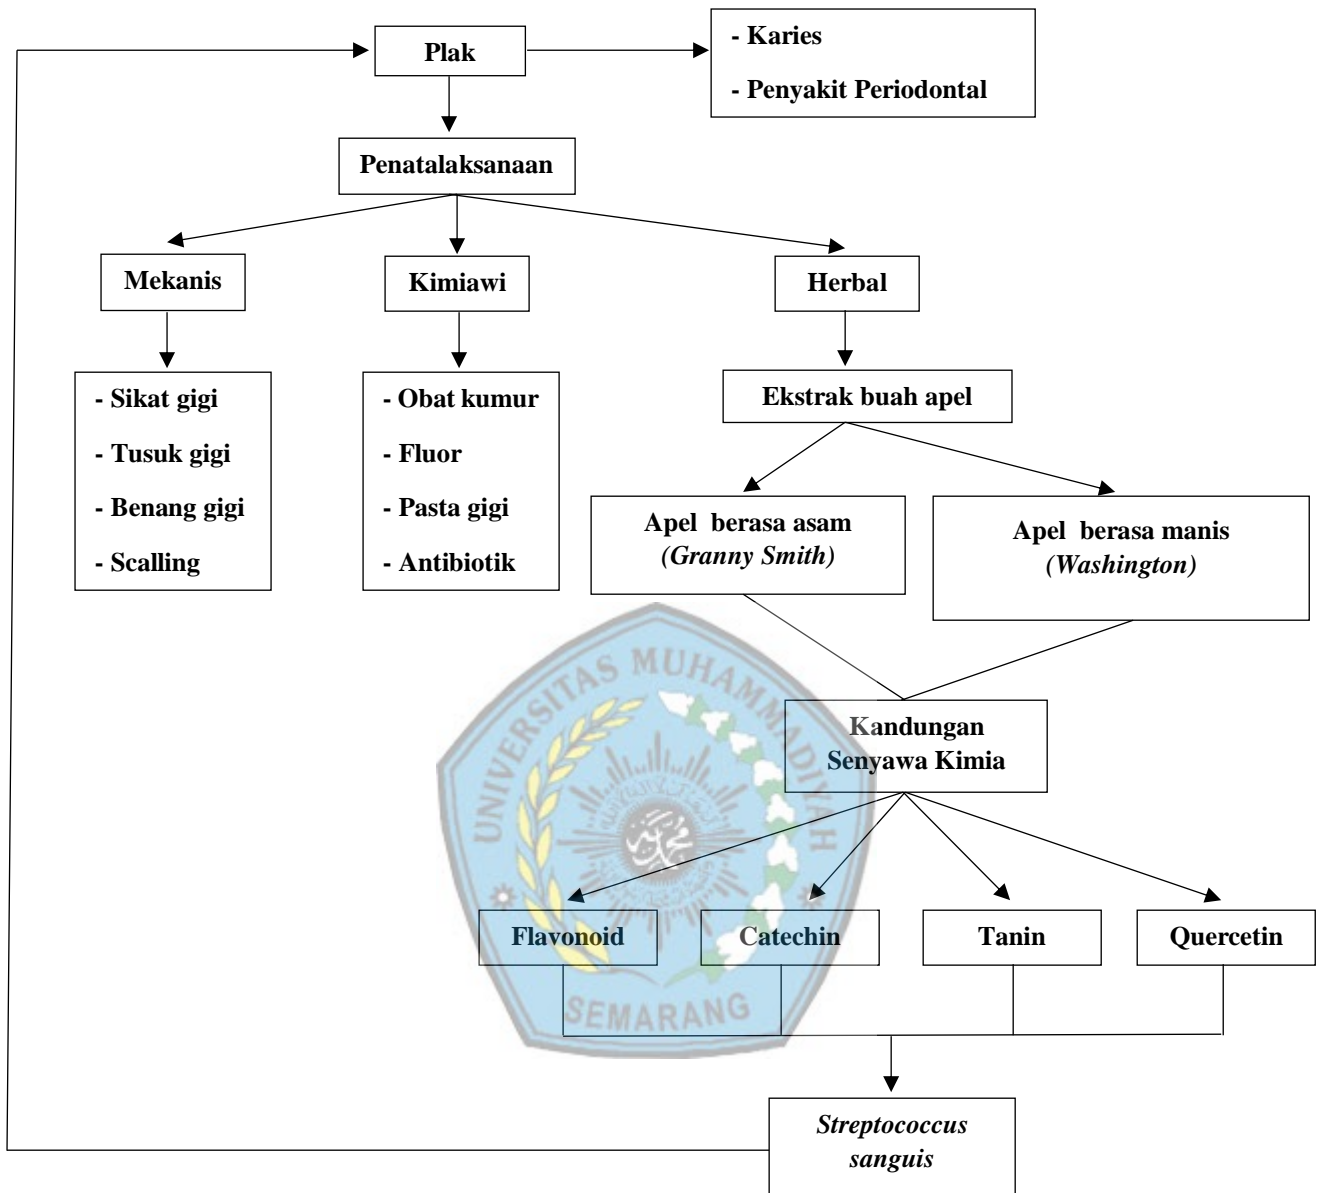 Plak
- Karies
- Penyakit Periodontal
Penatalaksanaan
Mekanis
Kimiawi
Herbal
- Sikat gigi
- Tusuk gigi
- Benang gigi
- Scalling
- Obat kumur
- Fluor
- Pasta gigi
- Antibiotik
Ekstrak buah apel
Apel berasa asam
(Granny Smith)
Apel berasa manis
(Washington)
UNIVERSITAS MUHAMMADIYAH
SEMARANG
Kandungan
Senyawa Kimia
Flavonoid
Catechin
Tanin
Quercetin
Streptococcus
sanguis